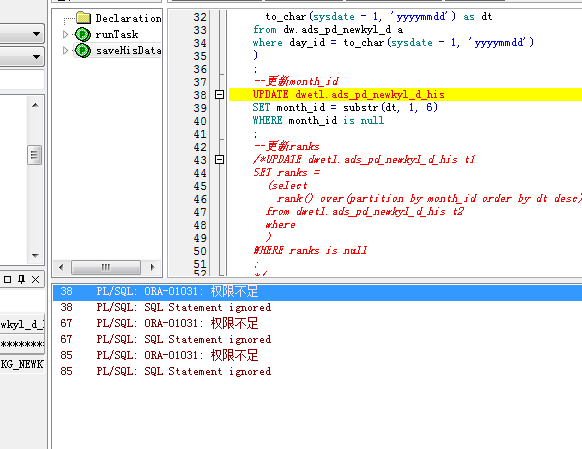 Declaration
runTask
saveHisData
32 to_char(sysdate - 1, 'yyyymmdd') as dt
33 from dw.ads_pd_newkyl_d a
34 where day_id = to_char(sysdate - 1, 'yyyymmdd')
35 )
36 ;
37 --更新month_id
38 UPDATE dwetl.ads_pd_newkyl_d_his
39 SET month_id = substr(dt, 1, 6)
40 WHERE month_id is null
41 ;
42 --更新ranks
43 /*UPDATE dwetl.ads_pd_newkyl_d_his t1
44 SET ranks =
45 (select
46 rank() over(partition by month_id order by dt desc)
47 from dwetl.ads_pd_newkyl_d_his t2
48 where
49 )
50 WHERE ranks is null
51 ;
52 */
38 PL/SQL: ORA-01031: 权限不足
38 PL/SQL: SQL Statement ignored
67 PL/SQL: ORA-01031: 权限不足
67 PL/SQL: SQL Statement ignored
85 PL/SQL: ORA-01031: 权限不足
85 PL/SQL: SQL Statement ignored
wkyl_d_h
*******
KG_NEWK